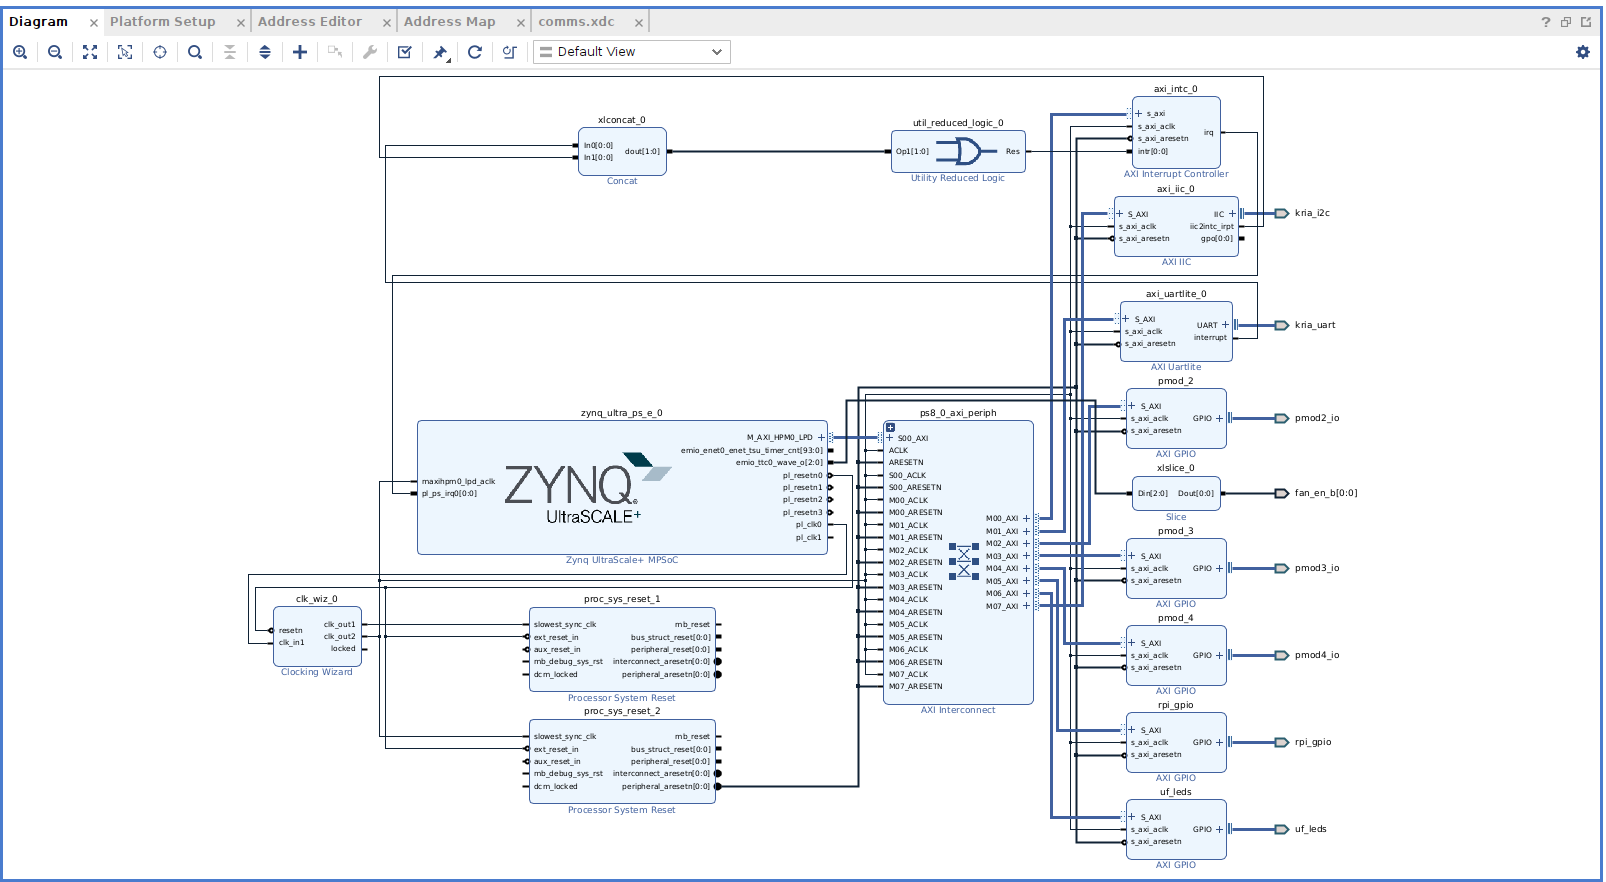 Diagram × Platform Setup × Address Editor × Address Map × comms.xdc ×
Default View
xlconcat_0
In0[0:0]
In1[0:0]
dout[1:0]
Concat
util_reduced_logic_0
Op1[1:0]
Res
Utility Reduced Logic
axi_intc_0
s_axi
s_axi_aclk
s_axi_aresetn
intr[0:0]
irq
AXI Interrupt Controller
axi_iic_0
S_AXI
s_axi_aclk
s_axi_aresetn
IIC
iic2intc_irpt
gpo[0:0]
AXI IIC
kria_i2c
axi_uartlite_0
S_AXI
s_axi_aclk
s_axi_aresetn
UART
interrupt
AXI Uartlite
kria_uart
pmod_2
S_AXI
s_axi_aclk
s_axi_aresetn
GPIO
AXI GPIO
pmod2_io
zynq_ultra_ps_e_0
maxihpm0_lpd_aclk
pl_ps_irq0[0:0]
ZYNQ
UltraSCALE+
M_AXI_HPM0_LPD
emio_enet0_enet_tsu_timer_cnt[93:0]
emio_ttc0_wave_o[2:0]
pl_resetn0
pl_resetn1
pl_resetn2
pl_resetn3
pl_clk0
pl_clk1
Zynq UltraScale+ MPSoC
ps8_0_axi_periph
S00_AXI
ACLK
ARESETN
S00_ACLK
S00_ARESETN
M00_ACLK
M00_ARESETN
M01_ACLK
M01_ARESETN
M02_ACLK
M02_ARESETN
M03_ACLK
M03_ARESETN
M04_ACLK
M04_ARESETN
M05_ACLK
M05_ARESETN
M06_ACLK
M06_ARESETN
M07_ACLK
M07_ARESETN
M00_AXI
M01_AXI
M02_AXI
M03_AXI
M04_AXI
M05_AXI
M06_AXI
M07_AXI
AXI Interconnect
xlslice_0
Din[2:0]
Dout[0:0]
Slice
fan_en_b[0:0]
pmod_3
S_AXI
s_axi_aclk
s_axi_aresetn
GPIO
AXI GPIO
pmod3_io
clk_wiz_0
resetn
clk_in1
clk_out1
clk_out2
locked
Clocking Wizard
proc_sys_reset_1
slowest_sync_clk
ext_reset_in
aux_reset_in
mb_debug_sys_rst
dcm_locked
mb_reset
bus_struct_reset[0:0]
peripheral_reset[0:0]
interconnect_aresetn[0:0]
peripheral_aresetn[0:0]
Processor System Reset
pmod_4
S_AXI
s_axi_aclk
s_axi_aresetn
GPIO
AXI GPIO
pmod4_io
proc_sys_reset_2
slowest_sync_clk
ext_reset_in
aux_reset_in
mb_debug_sys_rst
dcm_locked
mb_reset
bus_struct_reset[0:0]
peripheral_reset[0:0]
interconnect_aresetn[0:0]
peripheral_aresetn[0:0]
Processor System Reset
rpi_gpio
S_AXI
s_axi_aclk
s_axi_aresetn
GPIO
AXI GPIO
rpi_gpio
uf_leds
S_AXI
s_axi_aclk
s_axi_aresetn
GPIO
AXI GPIO
uf_leds